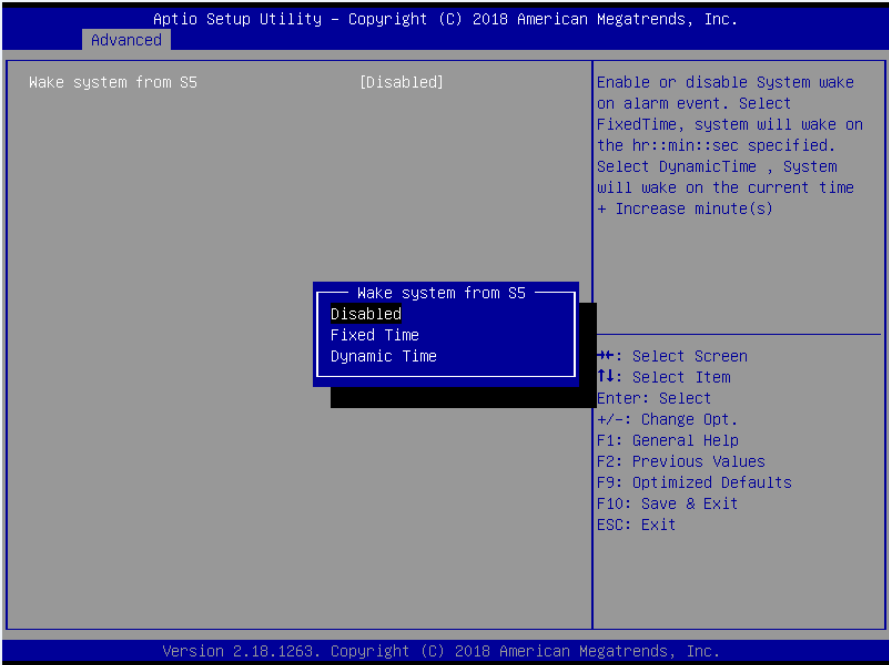 Aptio Setup Utility – Copyright (C) 2018 American Megatrends, Inc.
Advanced
Wake system from S5 [Disabled]
Enable or disable System wake
on alarm event. Select
FixedTime, system will wake on
the hr::min::sec specified.
Select DynamicTime , System
will wake on the current time
+ Increase minute(s)
Wake system from S5
Disabled
Fixed Time
Dynamic Time
→←: Select Screen
↑↓: Select Item
Enter: Select
+/-: Change Opt.
F1: General Help
F2: Previous Values
F9: Optimized Defaults
F10: Save & Exit
ESC: Exit
Version 2.18.1263. Copyright (C) 2018 American Megatrends, Inc.